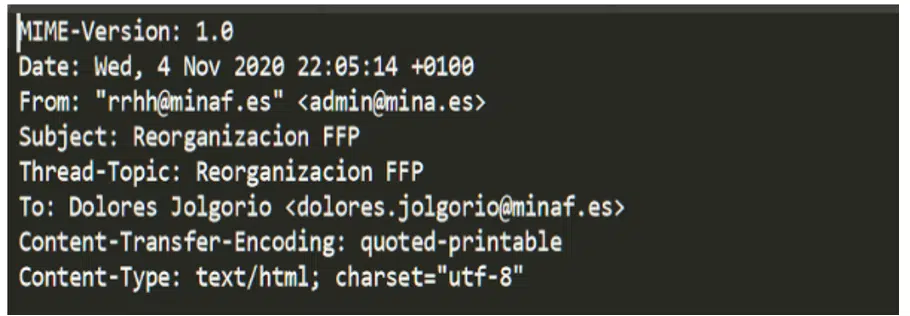 MIME-Version: 1.0
Date: Wed, 4 Nov 2020 22:05:14 +0100
From: "rrhh@minaf.es" <admin@mina.es>
Subject: Reorganizacion FFP
Thread-Topic: Reorganizacion FFP
To: Dolores Jolgorio <dolores.jolgorio@minaf.es>
Content-Transfer-Encoding: quoted-printable
Content-Type: text/html; charset="utf-8"